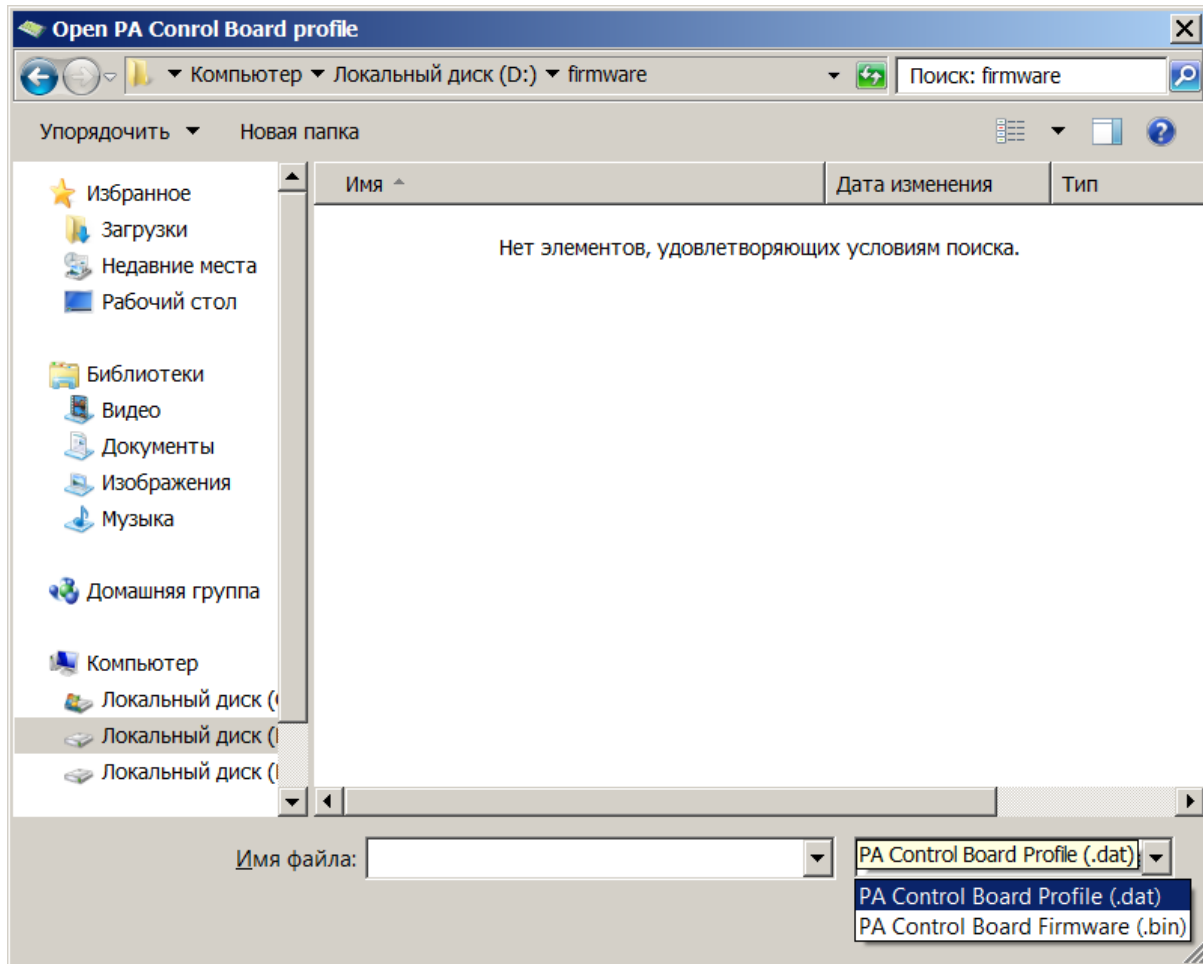 Open PA Conrol Board profile
Компьютер Локальный диск (D:) firmware Поиск: firmware
Упорядочить Новая папка
Имя Дата изменения Тип
Нет элементов, удовлетворяющих условиям поиска.
Избранное
Загрузки
Недавние места
Рабочий стол
Библиотеки
Видео
Документы
Изображения
Музыка
Домашняя группа
Компьютер
Локальный диск (
Локальный диск (
Локальный диск (
Имя файла: PA Control Board Profile (.dat)
PA Control Board Profile (.dat)
PA Control Board Firmware (.bin)